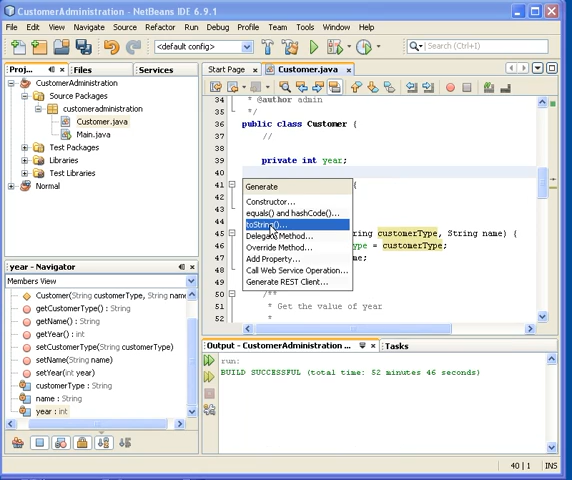 CustomerAdministration - NetBeans IDE 6.9.1
File Edit View Navigate Source Refactor Run Debug Profile Team Tools Window Help
<default config>
Search (Ctrl+I)
Proj... Files Services
CustomerAdministration
Source Packages
customeradministration
Customer.java
Main.java
Test Packages
Libraries
Test Libraries
Normal
year - Navigator
Members View
Customer(String customerType, String name
getCustomerType() : String
getName() : String
getYear() : int
setCustomerType(String customerType)
setName(String name)
setYear(int year)
customerType : String
name : String
year : int
Start Page Customer.java
34 * @author admin
35 */
36 public class Customer {
37 //
38
39 private int year;
40
41 {
Generate
Constructor...
equals() and hashCode()...
toString()...
Delegate Method...
Override Method...
Add Property...
Call Web Service Operation...
Generate REST Client...
44
45 ring customerType, String name) {
46 ype = customerType;
47 me;
48
50 /**
51 * Get the value of year
52 *
Output - CustomerAdministration ... Tasks
run:
BUILD SUCCESSFUL (total time: 52 minutes 46 seconds)
40 | 1 INS